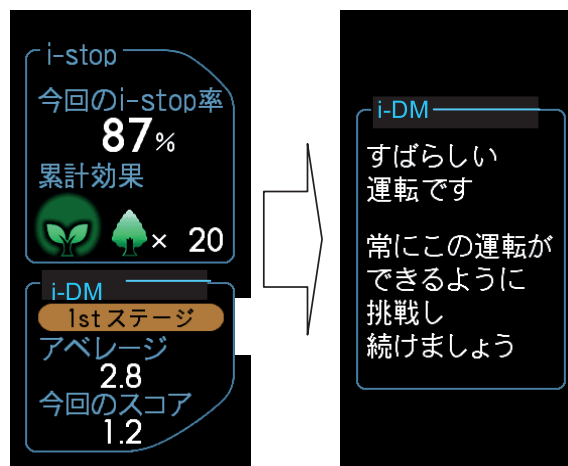 i-stop
今回のi-stop率
87%
累計効果
× 20
i-DM
1stステージ
アベレージ
2.8
今回のスコア
1.2
i-DM
すばらしい
運転です
常にこの運転が
できるように
挑戦し
続けましょう